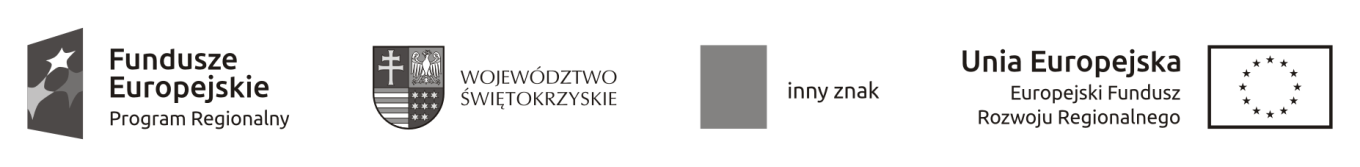 Fundusze
Europejskie
Program Regionalny
WOJEWÓDZTWO
ŚWIĘTOKRZYSKIE
inny znak
Unia Europejska
Europejski Fundusz
Rozwoju Regionalnego